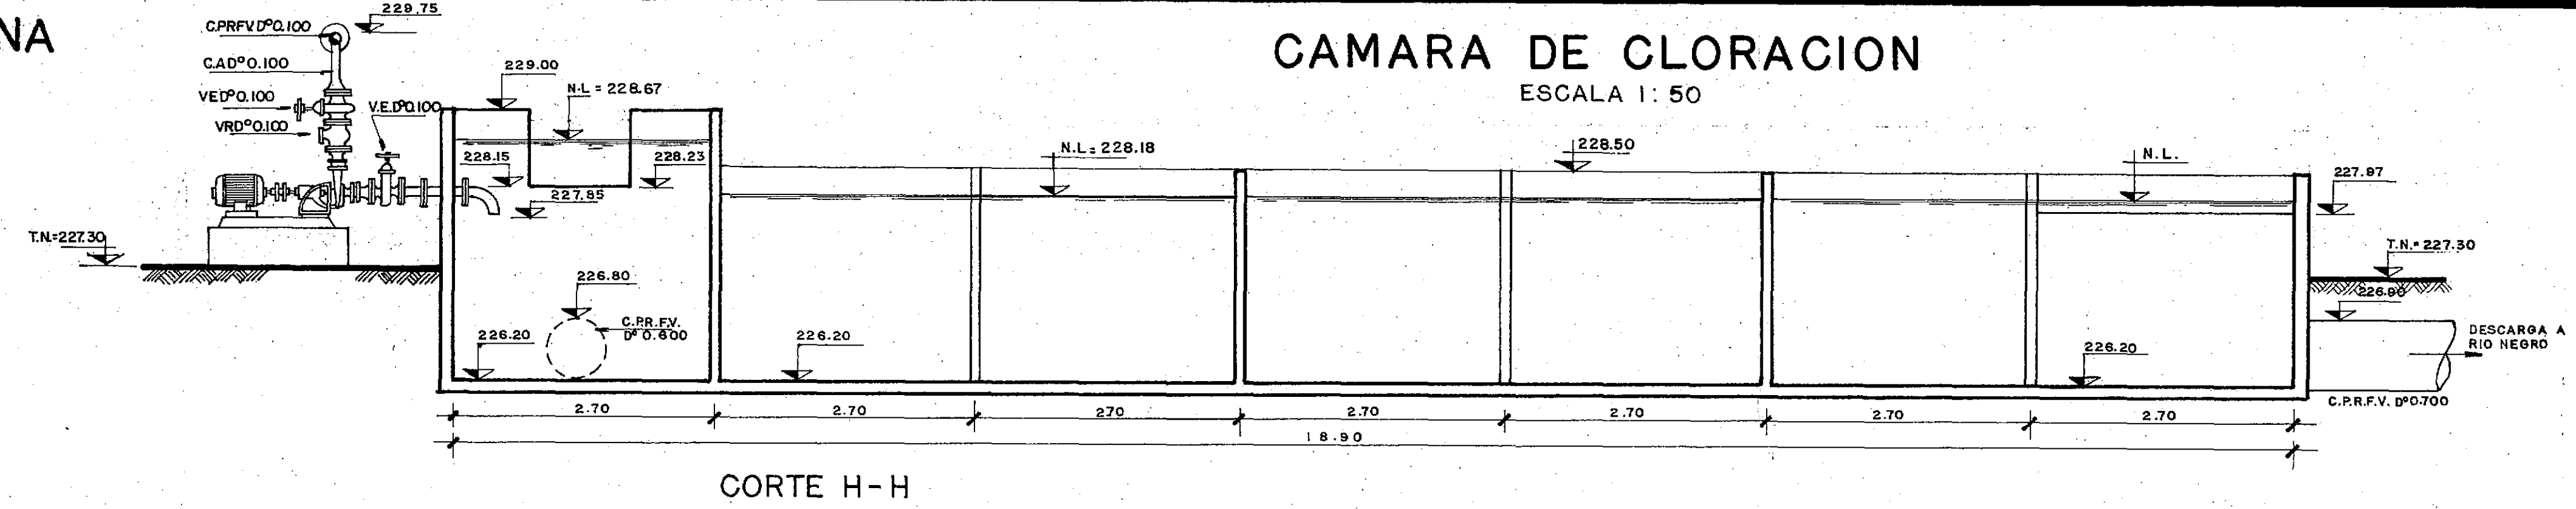 NA
CAMARA DE CLORACION
ESCALA 1:50
229.75
C.PRFV.D°0.100
C.AD°0.100
VED°0.100
VRD°0.100
V.E.D°0.100
229.00
N.L = 228.67
228.15
228.23
227.85
T.N.=227.30
226.80
C.P.R.F.V.
D° 0.600
226.20
226.20
N.L.=228.18
228.50
N.L.
227.97
T.N.=227.30
226.90
226.20
DESCARGA A
RIO NEGRO
C.P.R.F.V. D°0.700
2.70 2.70 270 2.70 2.70 2.70 2.70
18.90
CORTE H-H